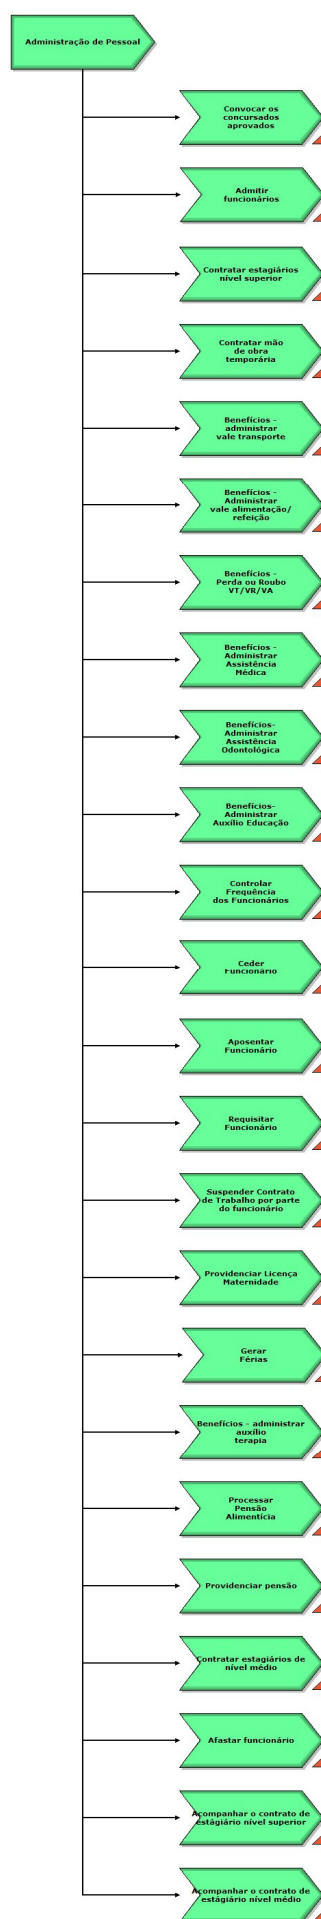 Administração de Pessoal
Convocar os
concursados
aprovados
Admitir
funcionários
Contratar estagiários
nível superior
Contratar mão
de obra
temporária
Benefícios -
administrar
vale transporte
Benefícios -
Administrar
vale alimentação/
refeição
Benefícios -
Perda ou Roubo
VT/VR/VA
Benefícios -
Administrar
Assistência
Médica
Benefícios-
Administrar
Assistência
Odontológica
Benefícios-
Administrar
Auxílio Educação
Controlar
Frequência
dos Funcionários
Ceder
Funcionário
Aposentar
Funcionário
Requisitar
Funcionário
Suspender Contrato
de Trabalho por parte
do funcionário
Providenciar Licença
Maternidade
Gerar
Férias
Benefícios - administrar
auxílio
terapia
Processar
Pensão
Alimentícia
Providenciar pensão
Contratar estagiários de
nível médio
Afastar funcionário
Acompanhar o contrato de
estágiário nível superior
Acompanhar o contrato de
estágiário nível médio